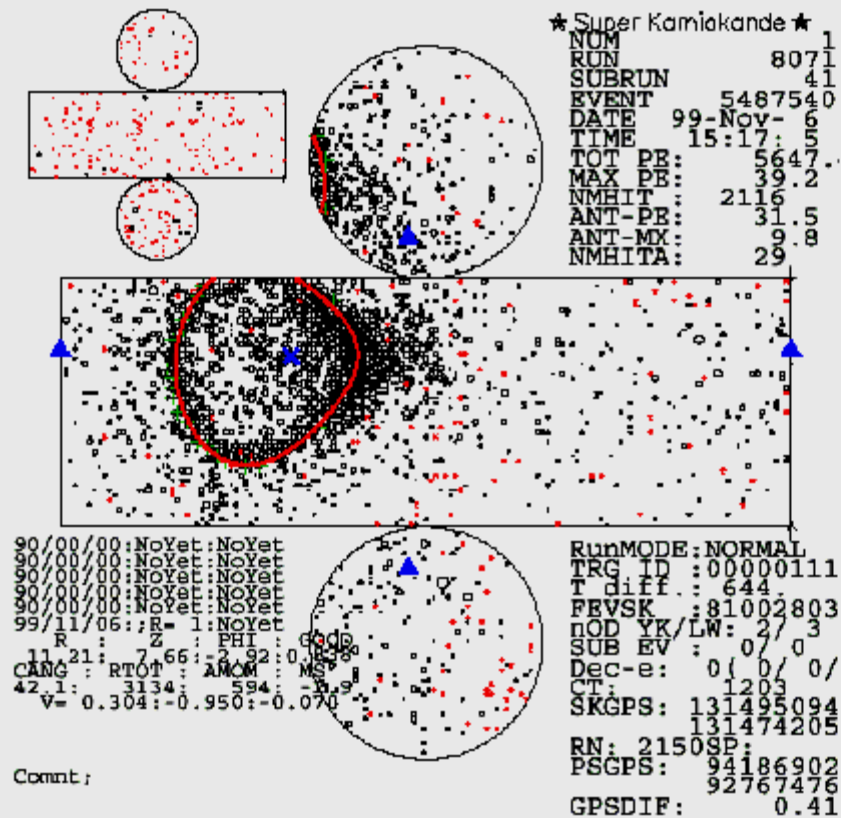 ★ Super Kamiokande ★
NUM 1
RUN 8071
SUBRUN 41
EVENT 5487540
DATE 99-Nov- 6
TIME 15:17: 5
TOT PE: 5647.
MAX PE: 39.2
NMHIT : 2116
ANT-PE: 31.5
ANT-MX: 9.8
NMHITA: 29
90/00/00:NoYet:NoYet
90/00/00:NoYet:NoYet
90/00/00:NoYet:NoYet
90/00/00:NoYet:NoYet
90/00/00:NoYet:NoYet
99/11/06:;R= 1:NoYet
R : Z : PHI : GOOD
11.21: 7.66:-2.92:
CANG : RTOT : AMOM : MS
42.1: 3134: 594:
V= 0.304:-0.950:-0.070
Comnt;
RunMODE:NORMAL
TRG ID :00000111
T diff.: 644.
FEVSK :81002803
nOD YK/LW: 2/ 3
SUB EV : 0/ 0
Dec-e: 0( 0/ 0/
CT: 1203
SKGPS: 131495094
131474205
RN: 2150SP:
PSGPS: 94186902
92767476
GPSDIF: 0.41